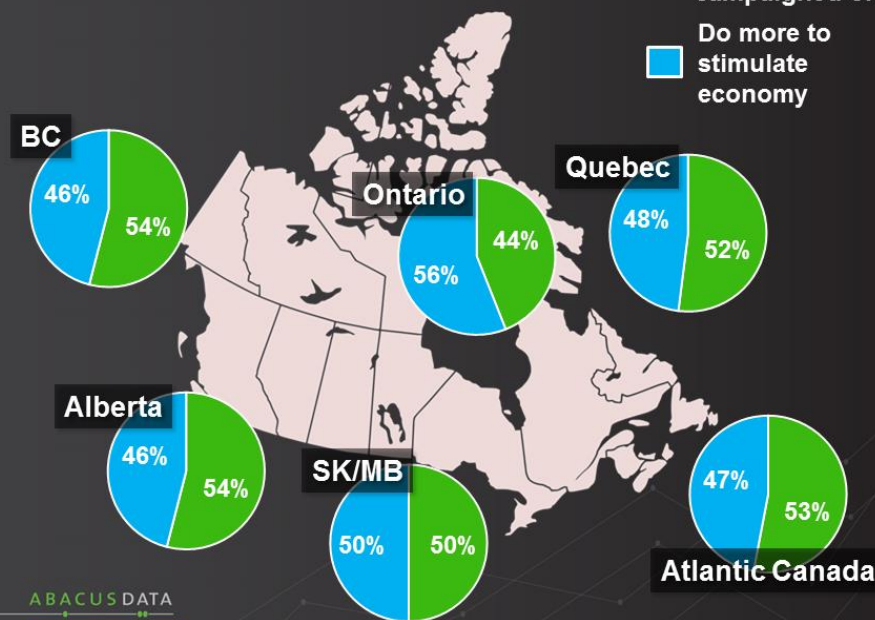 Do more to
stimulate
economy
BC
46%
54%
Ontario
44%
56%
Quebec
48%
52%
Alberta
46%
54%
SK/MB
50%
50%
47%
53%
Atlantic Canada
ABACUS DATA